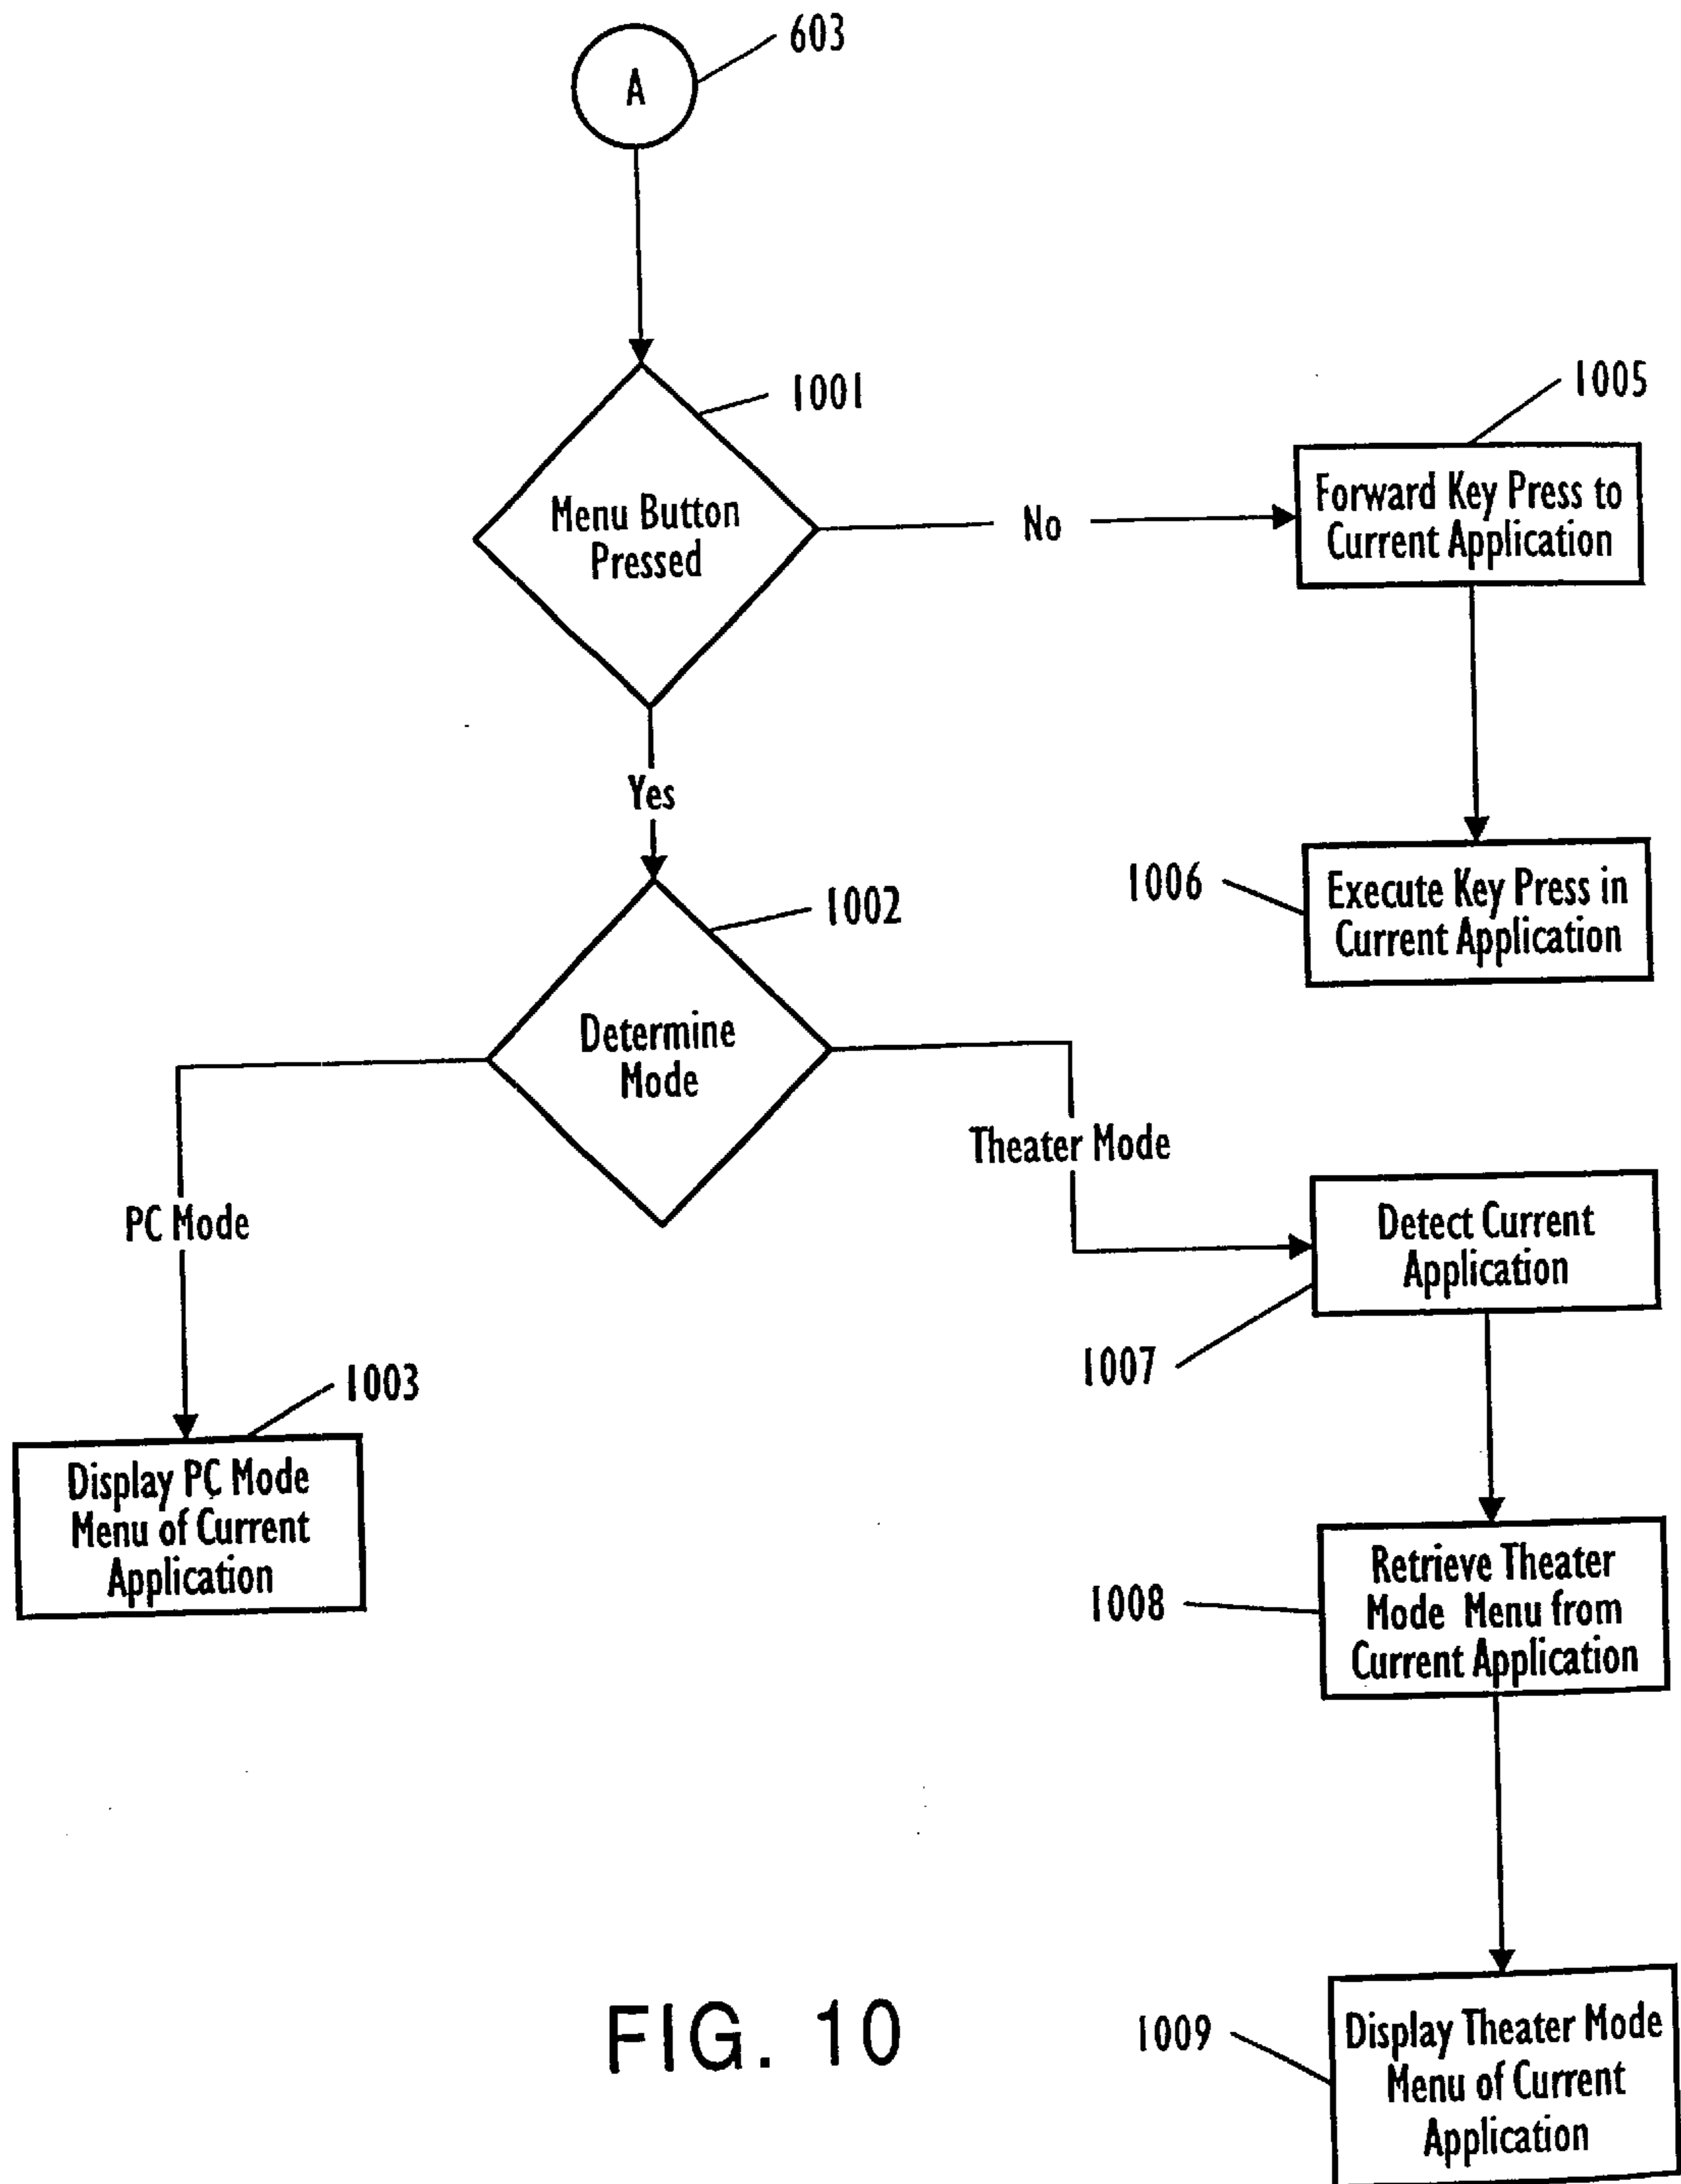 603
A
1001
Menu Button
Pressed
No
1005
Forward Key Press to
Current Application
Yes
1006
Execute Key Press in
Current Application
1002
Determine
Mode
PC Mode
Theater Mode
Detect Current
Application
1007
1003
Display PC Mode
Menu of Current
Application
1008
Retrieve Theater
Mode Menu from
Current Application
1009
Display Theater Mode
Menu of Current
Application
FIG. 10